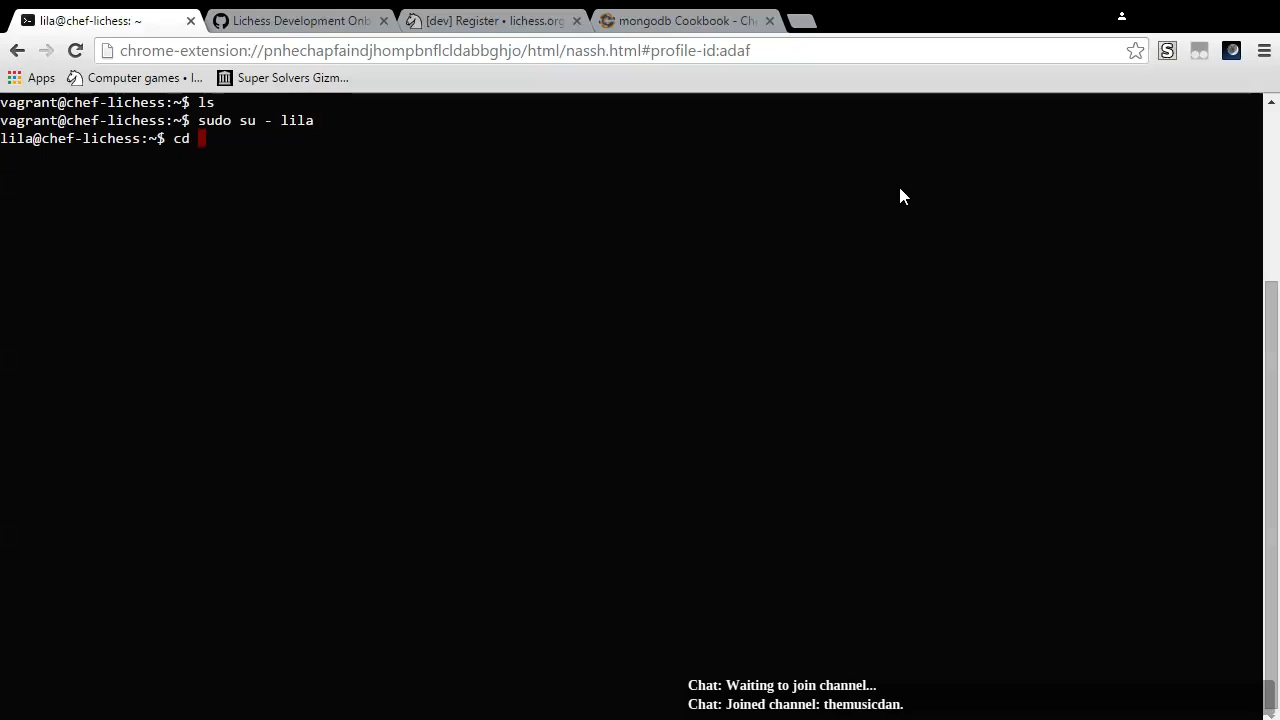 lila@chef-lichess: ~
Lichess Development Onb
[dev] Register • lichess.org
mongodb Cookbook - Che
chrome-extension://pnhechapfaindjhompbnflcldabbghjo/html/nassh.html#profile-id:adaf
Apps
Computer games • l...
Super Solvers Gizm...
vagrant@chef-lichess:~$ ls
vagrant@chef-lichess:~$ sudo su - lila
lila@chef-lichess:~$ cd
Chat: Waiting to join channel...
Chat: Joined channel: themusicdan.